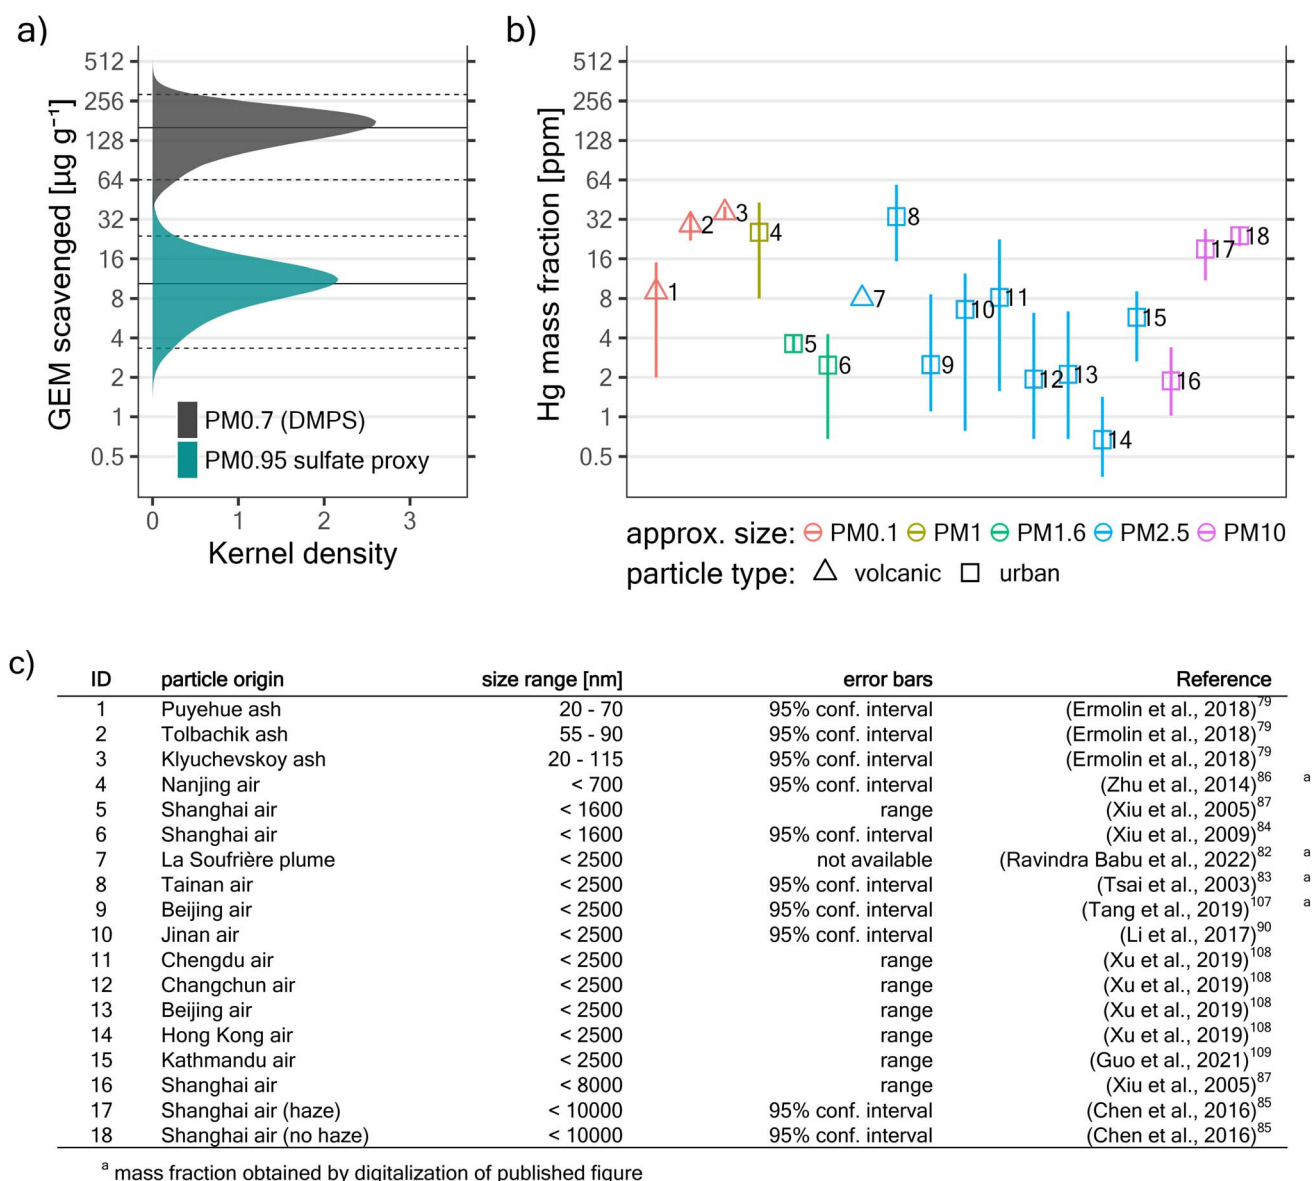 a)
GEM scavenged [µg g⁻¹]
512
256
128
64
32
16
8
4
2
1
0.5
PM0.7 (DMPS)
PM0.95 sulfate proxy
0 1 2 3
Kernel density
b)
Hg mass fraction [ppm]
512
256
128
64
32
16
8
4
2
1
0.5
1
2
3
4
5
6
7
8
9
10
11
12
13
14
15
16
17
18
approx. size: PM0.1 PM1 PM1.6 PM2.5 PM10
particle type: volcanic urban
c)
ID particle origin size range [nm] error bars Reference
1 Puyehue ash 20 - 70 95% conf. interval (Ermolin et al., 2018)⁷⁹
2 Tolbachik ash 55 - 90 95% conf. interval (Ermolin et al., 2018)⁷⁹
3 Klyuchevskoy ash 20 - 115 95% conf. interval (Ermolin et al., 2018)⁷⁹
4 Nanjing air < 700 95% conf. interval (Zhu et al., 2014)⁸⁶ ᵃ
5 Shanghai air < 1600 range (Xiu et al., 2005)⁸⁷
6 Shanghai air < 1600 95% conf. interval (Xiu et al., 2009)⁸⁴
7 La Soufrière plume < 2500 not available (Ravindra Babu et al., 2022)⁸² ᵃ
8 Tainan air < 2500 95% conf. interval (Tsai et al., 2003)⁸³ ᵃ
9 Beijing air < 2500 95% conf. interval (Tang et al., 2019)¹⁰⁷ ᵃ
10 Jinan air < 2500 95% conf. interval (Li et al., 2017)⁹⁰
11 Chengdu air < 2500 range (Xu et al., 2019)¹⁰⁸
12 Changchun air < 2500 range (Xu et al., 2019)¹⁰⁸
13 Beijing air < 2500 range (Xu et al., 2019)¹⁰⁸
14 Hong Kong air < 2500 range (Xu et al., 2019)¹⁰⁸
15 Kathmandu air < 2500 range (Guo et al., 2021)¹⁰⁹
16 Shanghai air < 8000 range (Xiu et al., 2005)⁸⁷
17 Shanghai air (haze) < 10000 95% conf. interval (Chen et al., 2016)⁸⁵
18 Shanghai air (no haze) < 10000 95% conf. interval (Chen et al., 2016)⁸⁵
ᵃ mass fraction obtained by digitalization of published figure